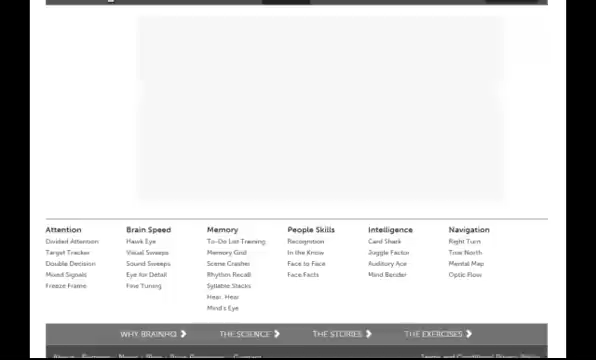 Attention
Divided Attention
Target Tracker
Double Decision
Mixed Signals
Freeze Frame
Brain Speed
Hawk Eye
Visual Sweeps
Sound Sweeps
Eye for Detail
Fine Tuning
Memory
To-Do List Training
Memory Grid
Scene Crasher
Rhythm Recall
Syllable Stacks
Hear, Hear
Mind's Eye
People Skills
Recognition
In the Know
Face to Face
Face Facts
Intelligence
Card Shark
Juggle Factor
Auditory Ace
Mind Bender
Navigation
Right Turn
True North
Mental Map
Optic Flow
WHY BRAINHQ
THE SCIENCE
THE STORIES
THE EXERCISES